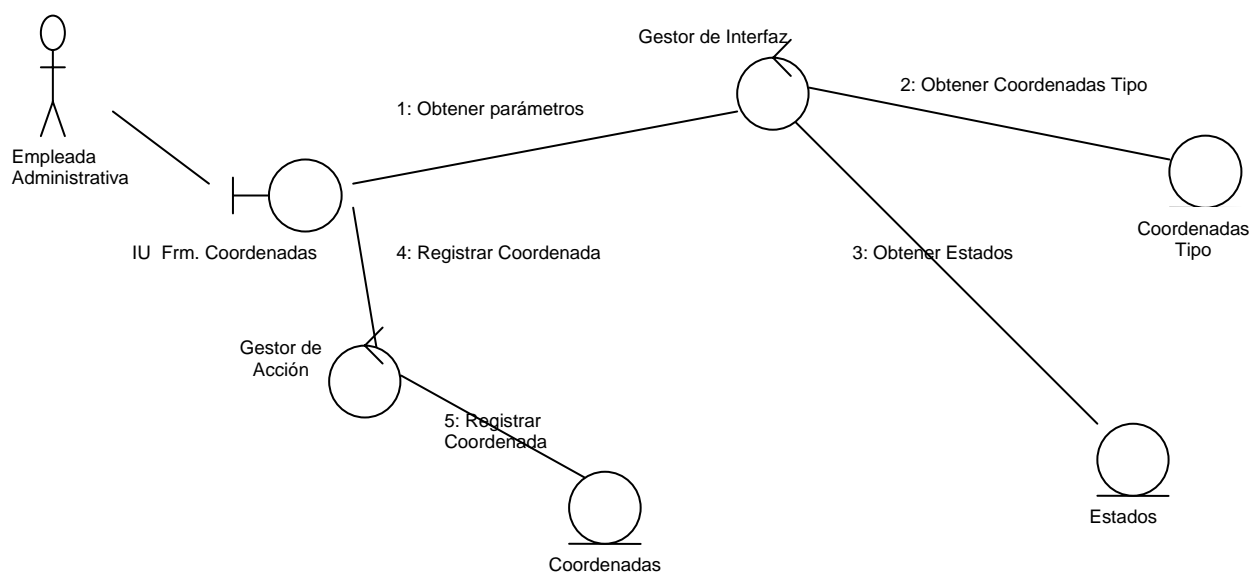 Gestor de Interfaz
2: Obtener Coordenadas Tipo
1: Obtener parámetros
Empleada
Administrativa
Coordenadas
Tipo
IU Frm. Coordenadas
4: Registrar Coordenada
3: Obtener Estados
Gestor de
Acción
5: Registrar
Coordenada
Estados
Coordenadas